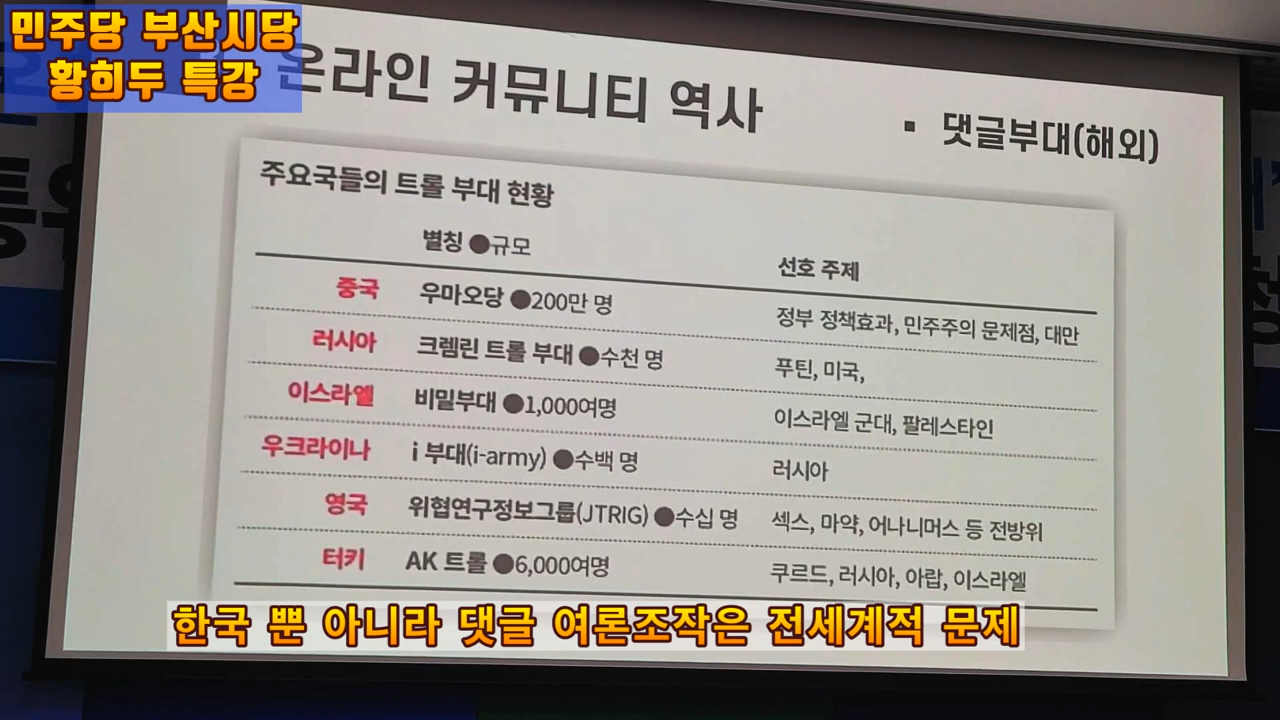 민주당 부산시당
황희두 특강
온라인 커뮤니티 역사
▪ 댓글부대(해외)
주요국들의 트롤 부대 현황
별칭 ●규모 선호 주제
중국 우마오당 ●200만 명 정부 정책효과, 민주주의 문제점, 대만
러시아 크렘린 트롤 부대 ●수천 명 푸틴, 미국,
이스라엘 비밀부대 ●1,000여명 이스라엘 군대, 팔레스타인
우크라이나 i 부대(i-army) ●수백 명 러시아
영국 위협연구정보그룹(JTRIG) ●수십 명 섹스, 마약, 어나니머스 등 전방위
터키 AK 트롤 ●6,000여명 쿠르드, 러시아, 아랍, 이스라엘
한국 뿐 아니라 댓글 여론조작은 전세계적 문제